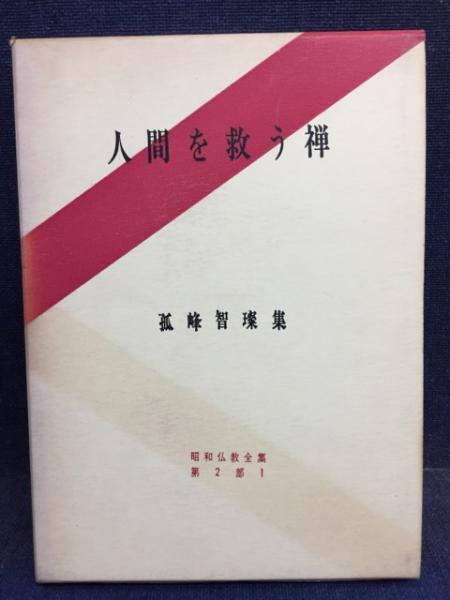 人間を救う禅
孤峰智璨集
昭和仏教全集
第2部1